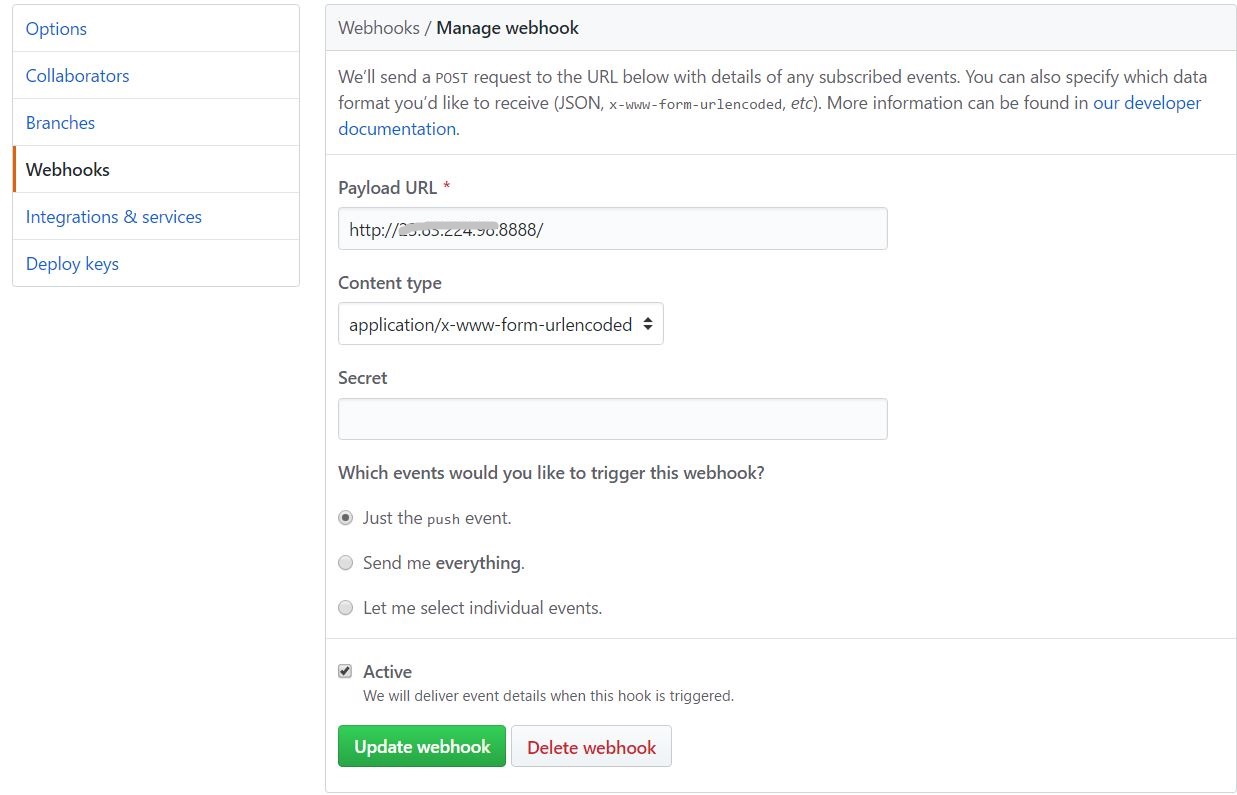 Options
Collaborators
Branches
Webhooks
Integrations & services
Deploy keys
Webhooks / Manage webhook
We’ll send a POST request to the URL below with details of any subscribed events. You can also specify which data
format you’d like to receive (JSON, x-www-form-urlencoded, etc). More information can be found in our developer
documentation.
Payload URL *
http:// :8888/
Content type
application/x-www-form-urlencoded
Secret
Which events would you like to trigger this webhook?
Just the push event.
Send me everything.
Let me select individual events.
Active
We will deliver event details when this hook is triggered.
Update webhook
Delete webhook